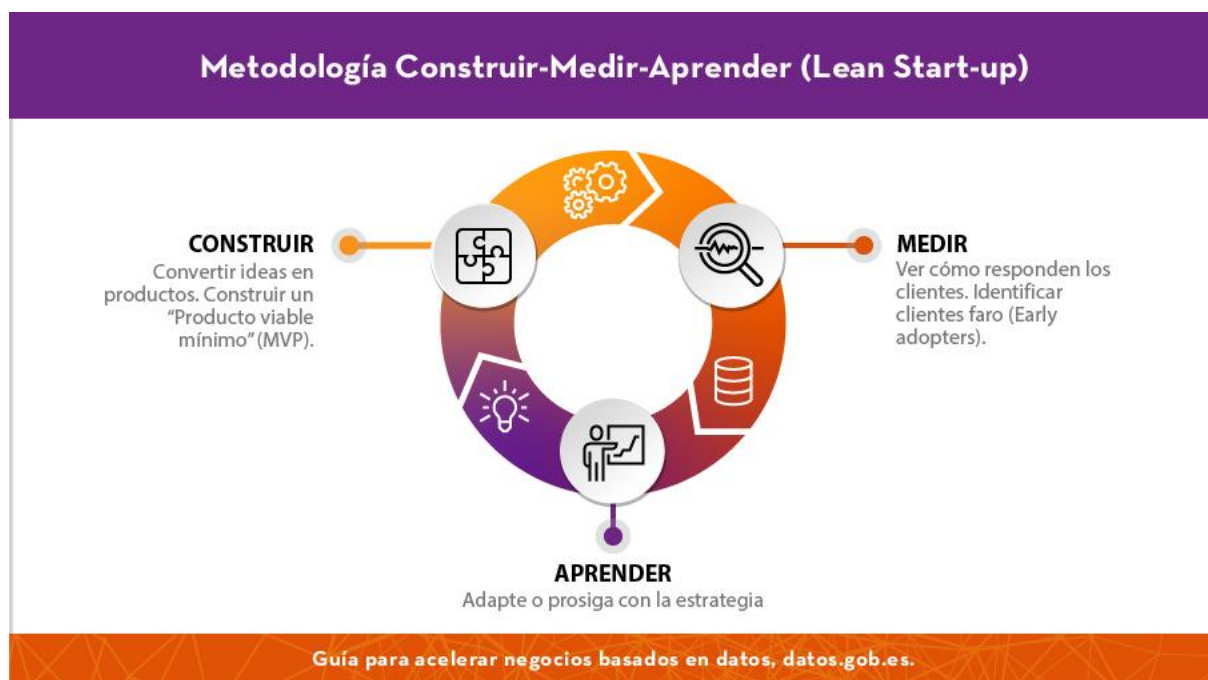 Metodología Construir-Medir-Aprender (Lean Start-up)
CONSTRUIR
Convertir ideas en
productos. Construir un
“Producto viable
mínimo” (MVP).
MEDIR
Ver cómo responden los
clientes. Identificar
clientes faro (Early
adopters).
APRENDER
Adapte o prosiga con la estrategia
Guía para acelerar negocios basados en datos, datos.gob.es.